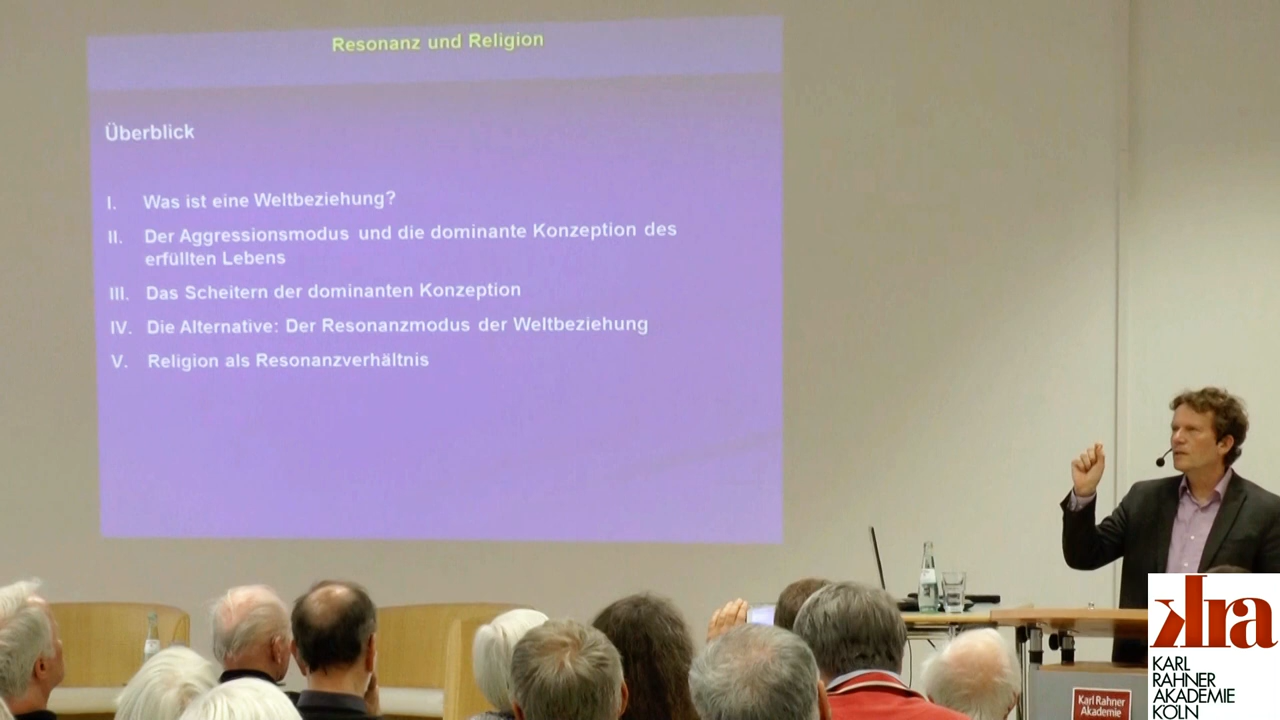 Resonanz und Religion
Überblick
I. Was ist eine Weltbeziehung?
II. Der Aggressionsmodus und die dominante Konzeption des
erfüllten Lebens
III. Das Scheitern der dominanten Konzeption
IV. Die Alternative: Der Resonanzmodus der Weltbeziehung
V. Religion als Resonanzverhältnis
kra
KARL
RAHNER
AKADEMIE
KÖLN
Karl Rahner
Akademie